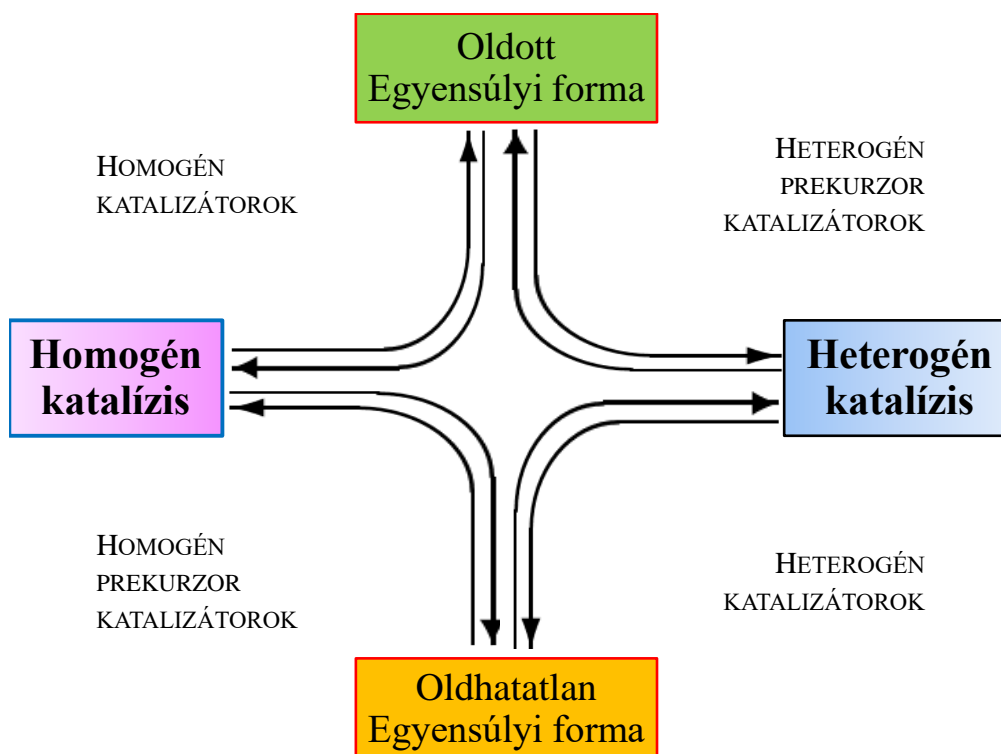 Oldott
Egyensúlyi forma
HOMOGÉN
KATALIZÁTOROK
HETEROGÉN
PREKURZOR
KATALIZÁTOROK
Homogén
katalízis
Heterogén
katalízis
HOMOGÉN
PREKURZOR
KATALIZÁTOROK
HETEROGÉN
KATALIZÁTOROK
Oldhatatlan
Egyensúlyi forma